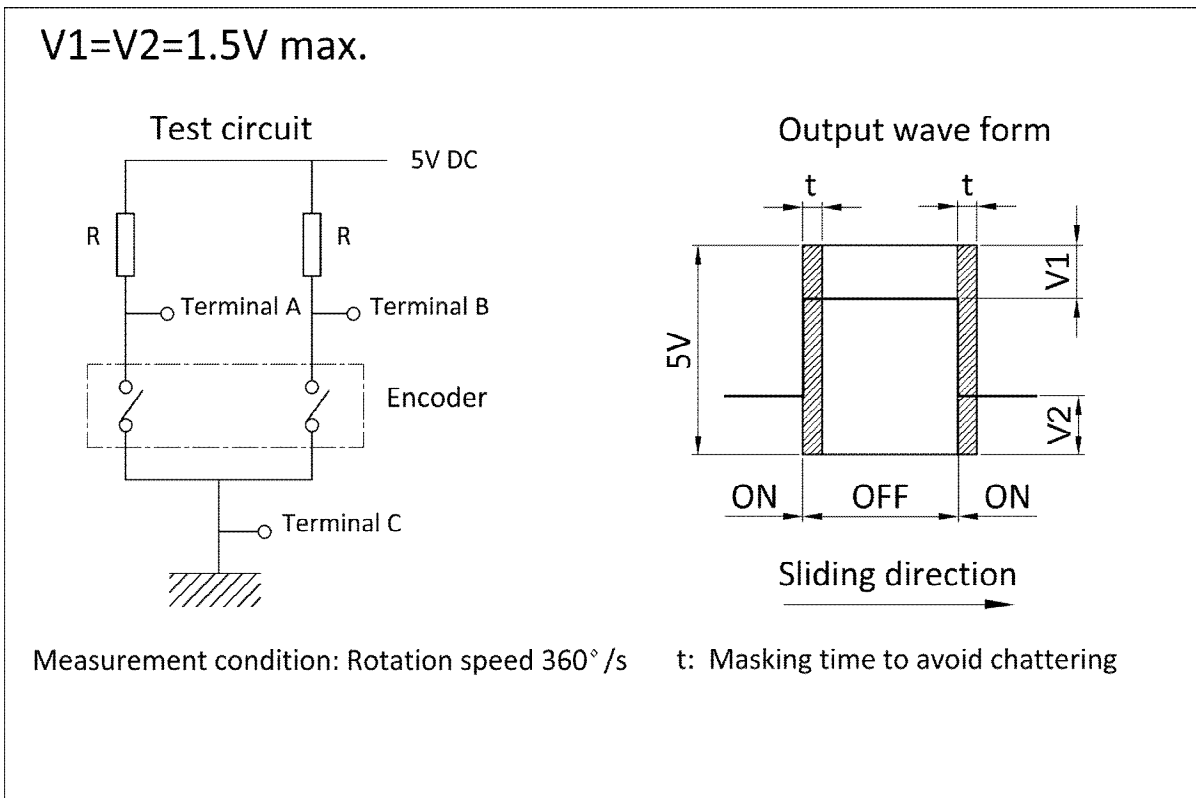 V1=V2=1.5V max.
Test circuit
5V DC
R
R
Terminal A
Terminal B
Encoder
Terminal C
Output wave form
t
t
5V
V1
V2
ON
OFF
ON
Sliding direction
Measurement condition: Rotation speed 360°/s
t: Masking time to avoid chattering